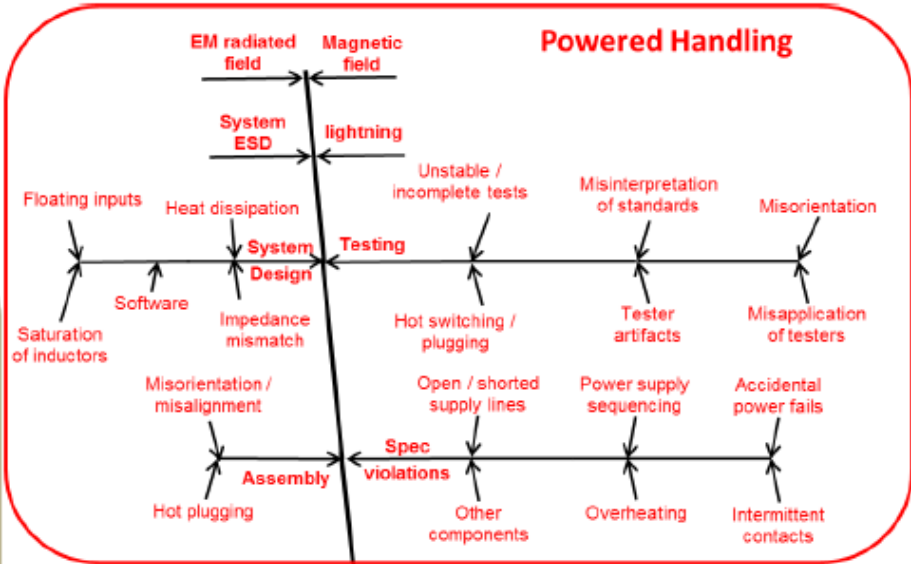 Powered Handling
EM radiated
field
Magnetic
field
System
ESD
lightning
Floating inputs
Heat dissipation
Unstable /
incomplete tests
Misinterpretation
of standards
Misorientation
System
Design
Testing
Saturation
of inductors
Software
Impedance
mismatch
Hot switching /
plugging
Tester
artifacts
Misapplication
of testers
Misorientation /
misalignment
Open / shorted
supply lines
Power supply
sequencing
Accidental
power fails
Assembly
Spec
violations
Hot plugging
Other
components
Overheating
Intermittent
contacts